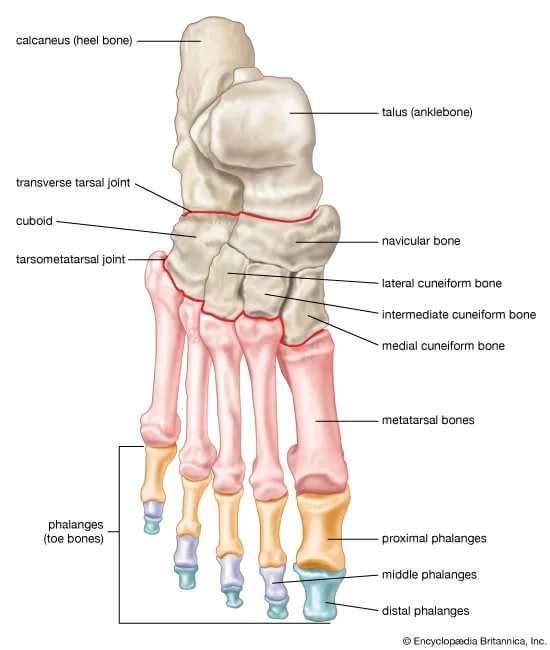 calcaneus (heel bone)
talus (anklebone)
transverse tarsal joint
cuboid
navicular bone
tarsometatarsal joint
lateral cuneiform bone
intermediate cuneiform bone
medial cuneiform bone
metatarsal bones
phalanges
(toe bones)
proximal phalanges
middle phalanges
distal phalanges
© Encyclopædia Britannica, Inc.